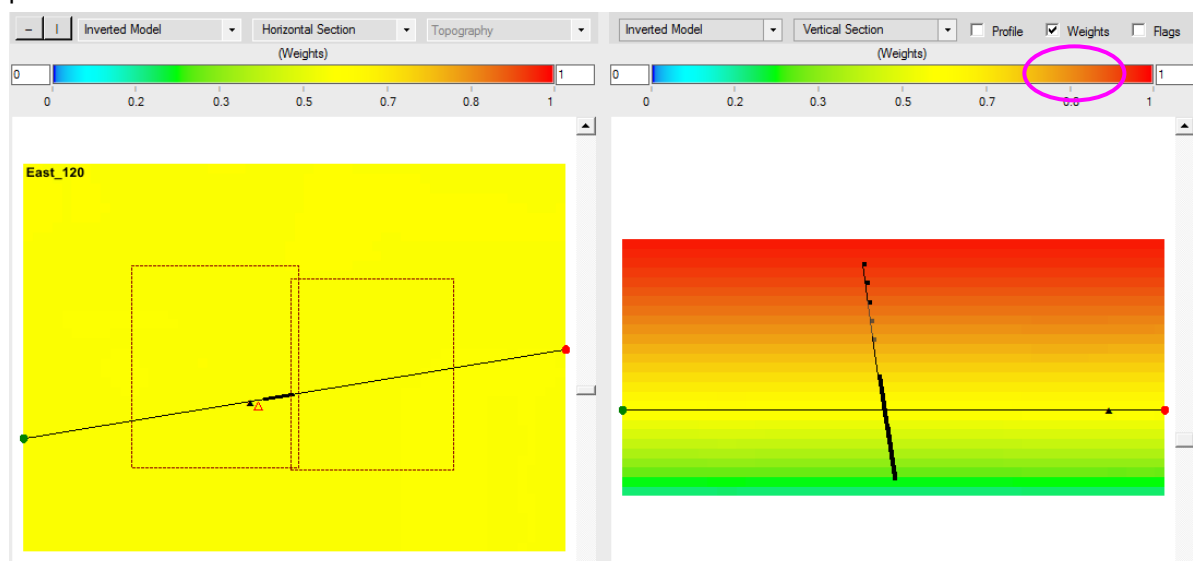 – | Inverted Model Horizontal Section Topography
Inverted Model Vertical Section Profile Weights Flags
(Weights)
(Weights)
0 1
0 1
0 0.2 0.3 0.5 0.7 0.8 1
0 0.2 0.3 0.5 0.7 0.8 1
East_120